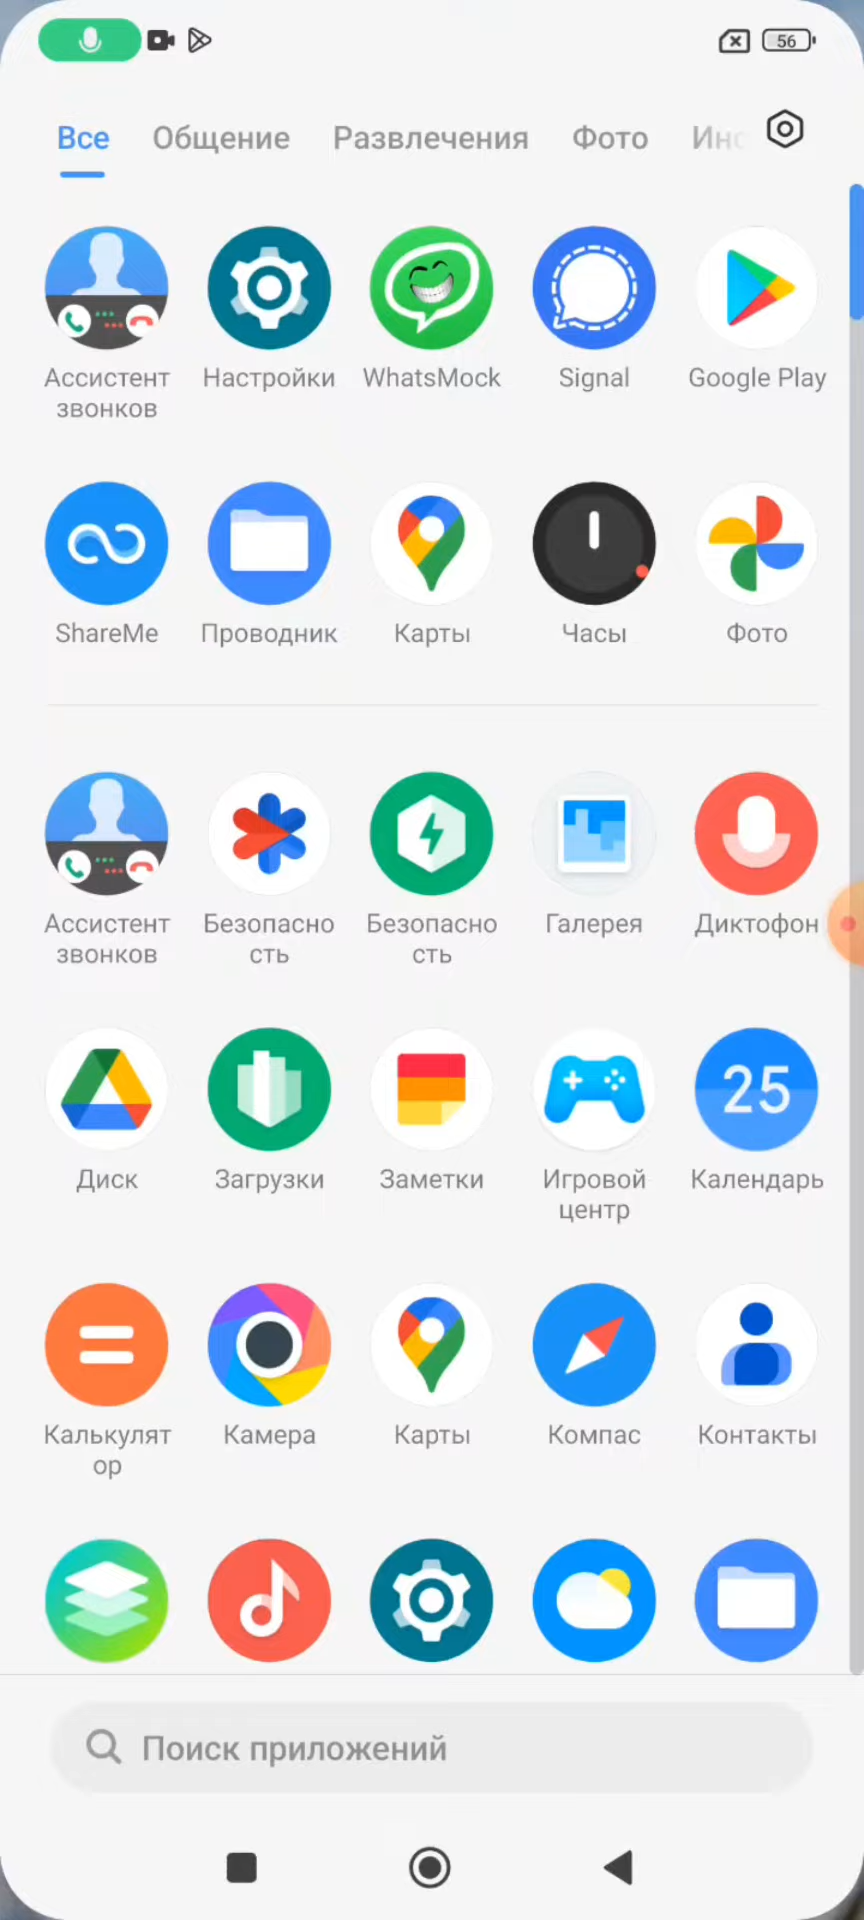 56
Все Общение Развлечения Фото Инс
Ассистент звонков
Настройки
WhatsMock
Signal
Google Play
ShareMe
Проводник
Карты
Часы
Фото
Ассистент звонков
Безопасно
сть
Безопасно
сть
Галерея
Диктофон
25
Диск
Загрузки
Заметки
Игровой центр
Календарь
Калькулят
ор
Камера
Карты
Компас
Контакты
Поиск приложений